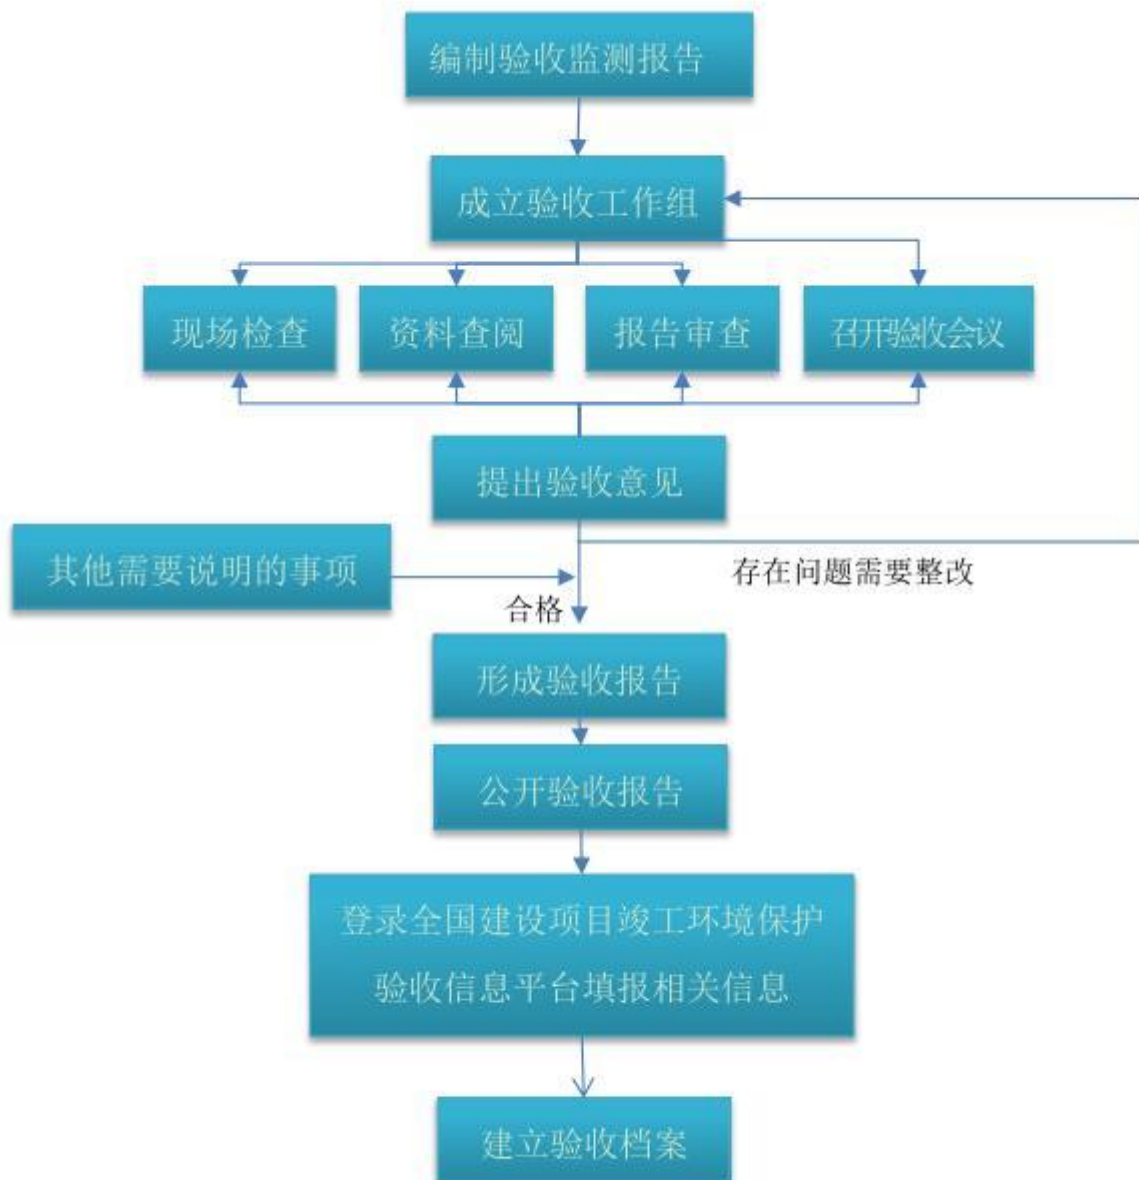 编制验收监测报告
成立验收工作组
现场检查
资料查阅
报告审查
召开验收会议
提出验收意见
其他需要说明的事项
存在问题需要整改
合格
形成验收报告
公开验收报告
登录全国建设项目竣工环境保护
验收信息平台填报相关信息
建立验收档案